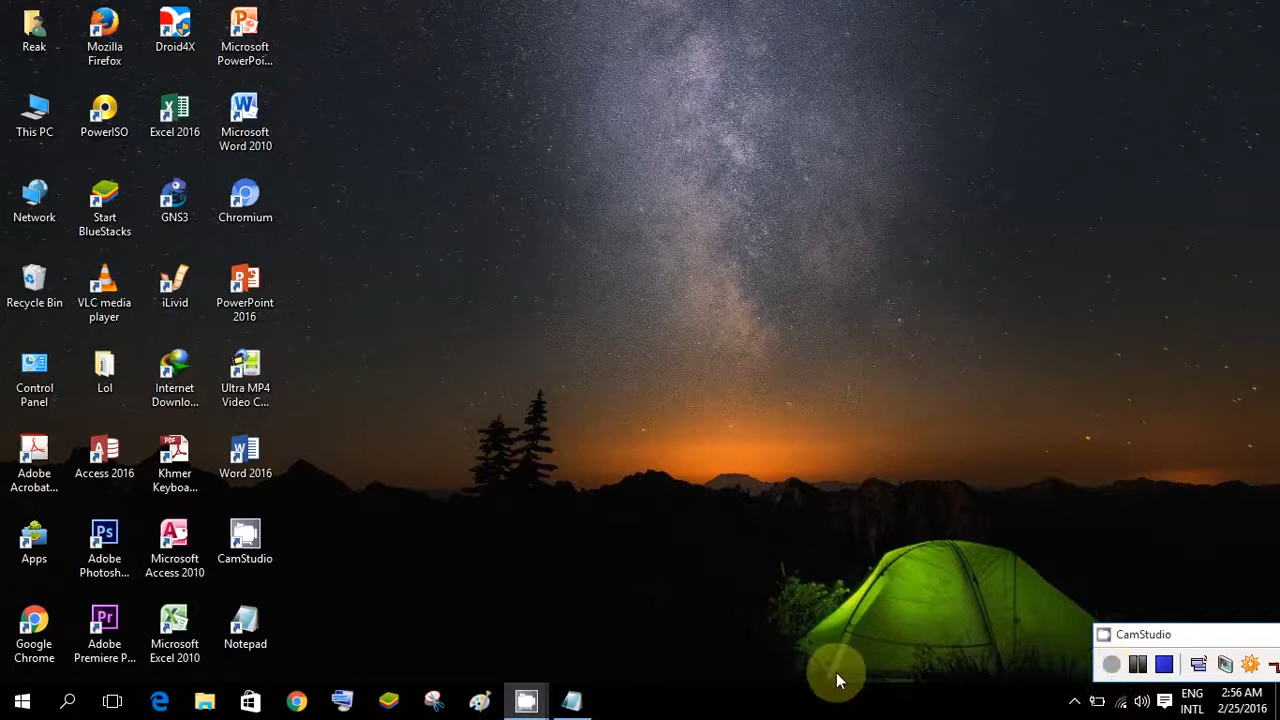 Reak
Mozilla
Firefox
Droid4X
Microsoft
PowerPoi...
This PC
PowerISO
Excel 2016
Microsoft
Word 2010
Network
Start
BlueStacks
GNS3
Chromium
Recycle Bin
VLC media
player
iLivid
PowerPoint
2016
Control
Panel
Lol
Internet
Downlo...
Ultra MP4
Video C...
Adobe
Acrobat...
Access 2016
Khmer
Keyboa...
Word 2016
Apps
Adobe
Photosh...
Microsoft
Access 2010
CamStudio
Google
Chrome
Adobe
Premiere P...
Microsoft
Excel 2010
Notepad
CamStudio
ENG
INTL
2:56 AM
2/25/2016